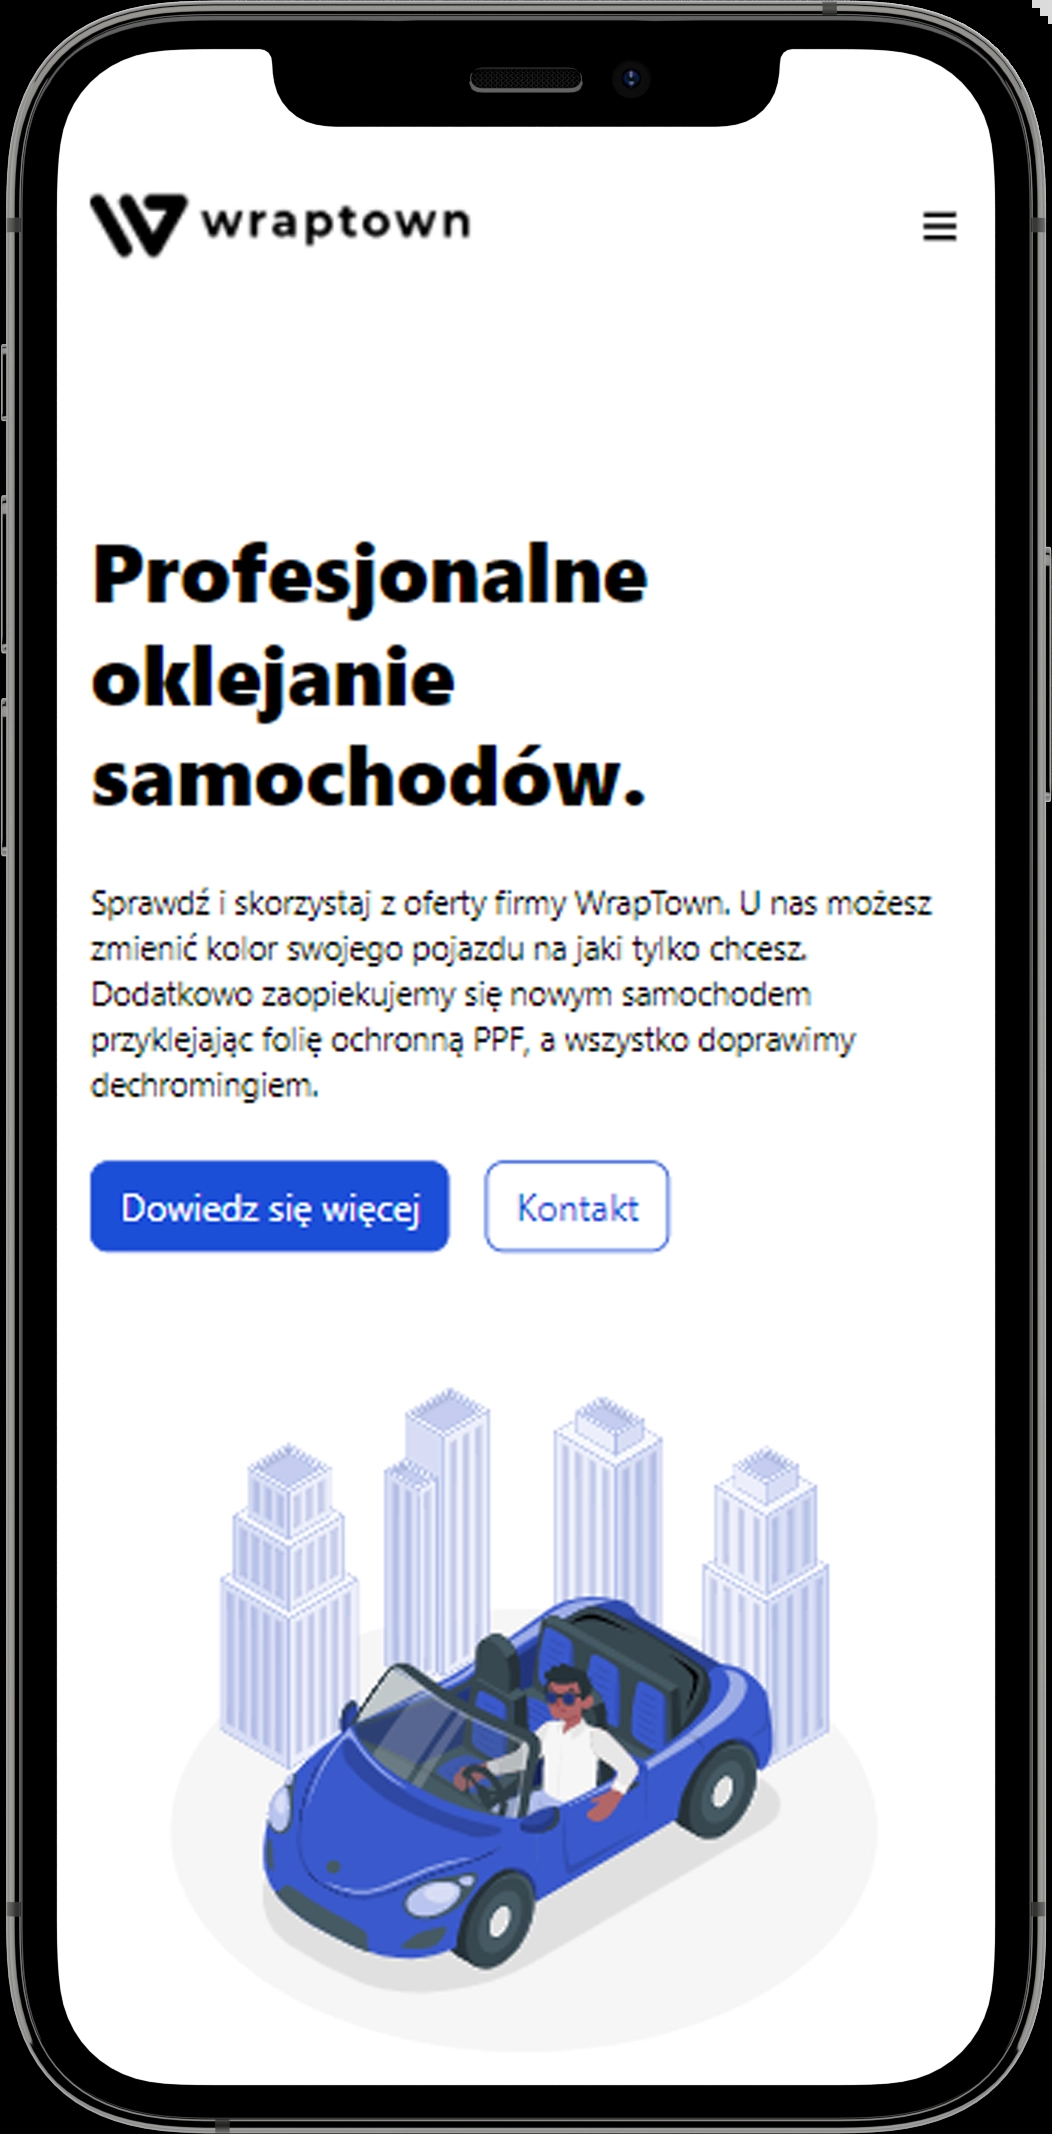 wraptown
Profesjonalne
oklejanie
samochodów.
Sprawdź i skorzystaj z oferty firmy WrapTown. U nas możesz
zmienić kolor swojego pojazdu na jaki tylko chcesz.
Dodatkowo zaopiekujemy się nowym samochodem
przyklejając folię ochronną PPF, a wszystko doprawimy
dechromingiem.
Dowiedz się więcej
Kontakt